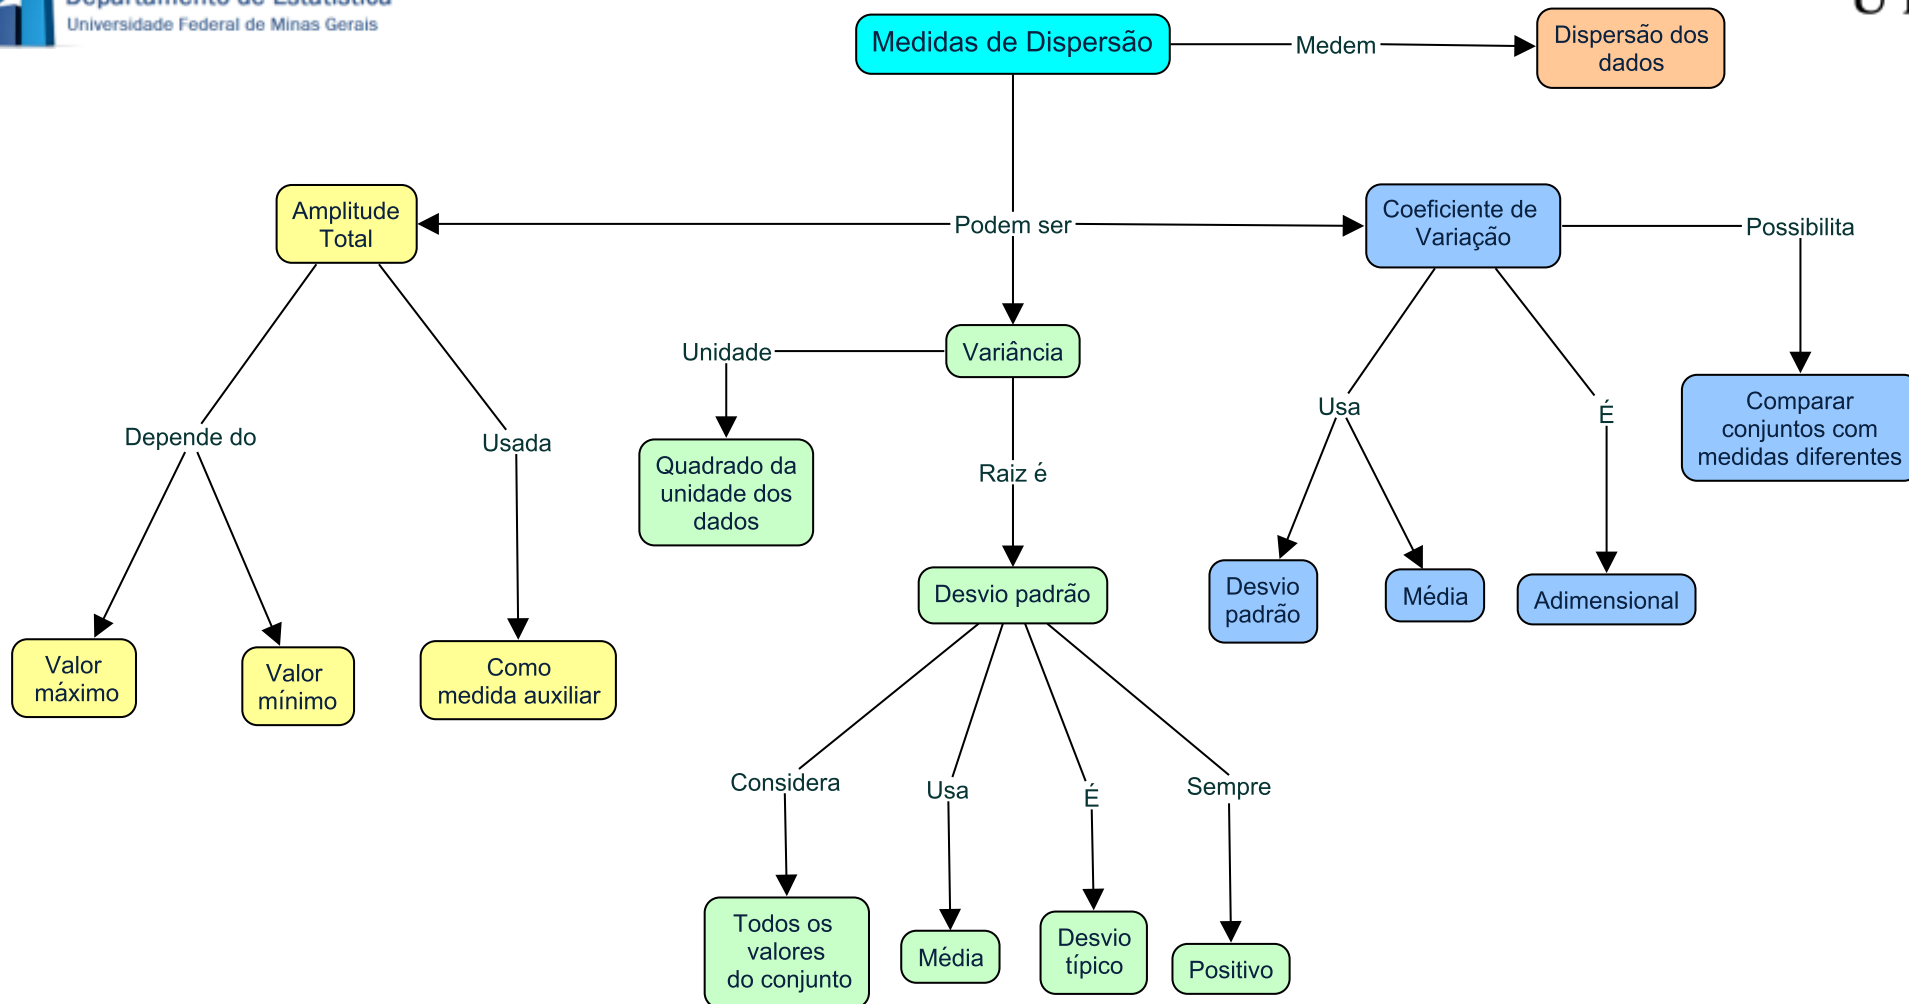 Departamento de Estatística
Universidade Federal de Minas Gerais
Medidas de Dispersão
Medem
Dispersão dos
dados
Amplitude
Total
Podem ser
Coeficiente de
Variação
Possibilita
Unidade
Variância
Depende do
Usada
Quadrado da
unidade dos
dados
Raiz é
Usa
É
Comparar
conjuntos com
medidas diferentes
Valor
máximo
Valor
mínimo
Como
medida auxiliar
Desvio padrão
Desvio
padrão
Média
Adimensional
Considera
Usa
É
Sempre
Todos os
valores
do conjunto
Média
Desvio
típico
Positivo